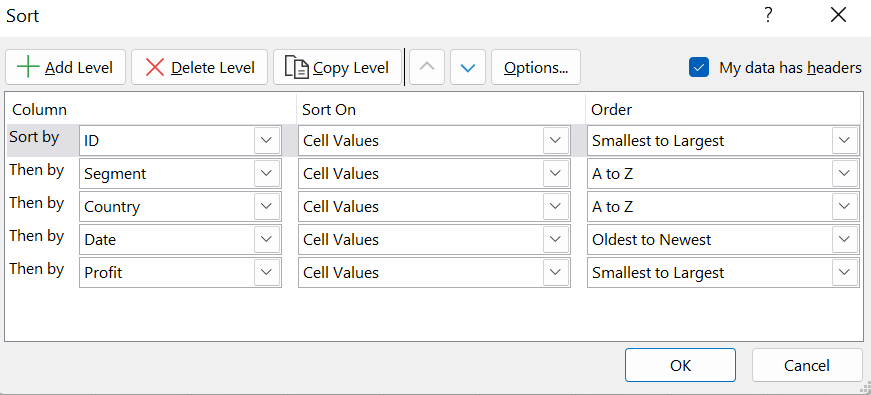 Sort ?
Add Level Delete Level Copy Level Options... My data has headers
Column Sort On Order
Sort by ID Cell Values Smallest to Largest
Then by Segment Cell Values A to Z
Then by Country Cell Values A to Z
Then by Date Cell Values Oldest to Newest
Then by Profit Cell Values Smallest to Largest
OK Cancel